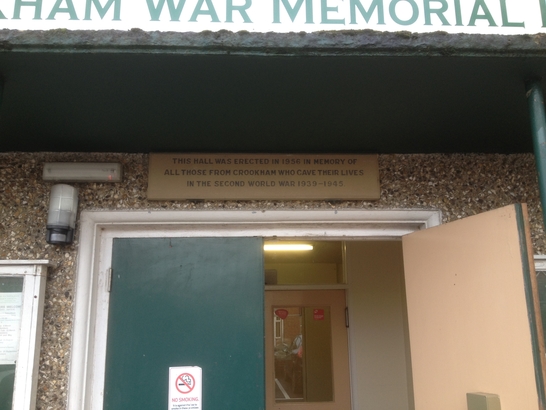 KHAM WAR MEMORIAL H
THIS HALL WAS ERECTED IN 1956 IN MEMORY OF
ALL THOSE FROM CROOKHAM WHO GAVE THEIR LIVES
IN THE SECOND WORLD WAR 1939-1945
NO SMOKING